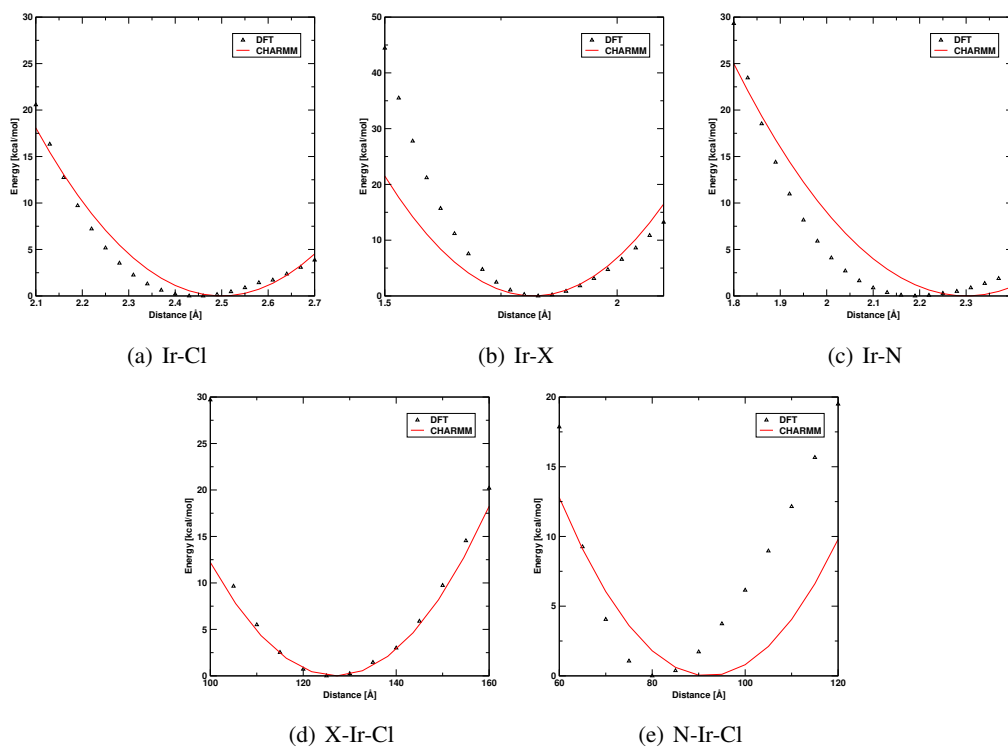 30
25
20
15
10
5
0
Energy [kcal/mol]
2.1 2.2 2.3 2.4 2.5 2.6 2.7
Distance [Å]
DFT
CHARMM
(a) Ir-Cl
50
40
30
20
10
0
Energy [kcal/mol]
1.5 2
Distance [Å]
DFT
CHARMM
(b) Ir-X
30
25
20
15
10
5
0
Energy [kcal/mol]
1.8 1.9 2 2.1 2.2 2.3
Distance [Å]
DFT
CHARMM
(c) Ir-N
30
25
20
15
10
5
0
Energy [kcal/mol]
100 120 140 160
Distance [Å]
DFT
CHARMM
(d) X-Ir-Cl
20
15
10
5
0
Energy [kcal/mol]
60 80 100 120
Distance [Å]
DFT
CHARMM
(e) N-Ir-Cl